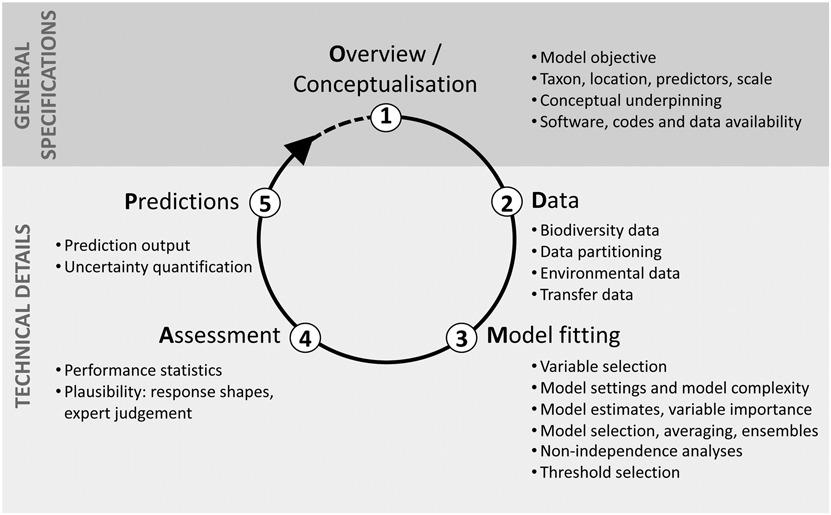 GENERAL
SPECIFICATIONS
Overview /
Conceptualisation
1
• Model objective
• Taxon, location, predictors, scale
• Conceptual underpinning
• Software, codes and data availability
TECHNICAL DETAILS
2
Data
• Biodiversity data
• Data partitioning
• Environmental data
• Transfer data
3
Model fitting
• Variable selection
• Model settings and model complexity
• Model estimates, variable importance
• Model selection, averaging, ensembles
• Non-independence analyses
• Threshold selection
Assessment
4
• Performance statistics
• Plausibility: response shapes,
expert judgement
Predictions
5
• Prediction output
• Uncertainty quantification